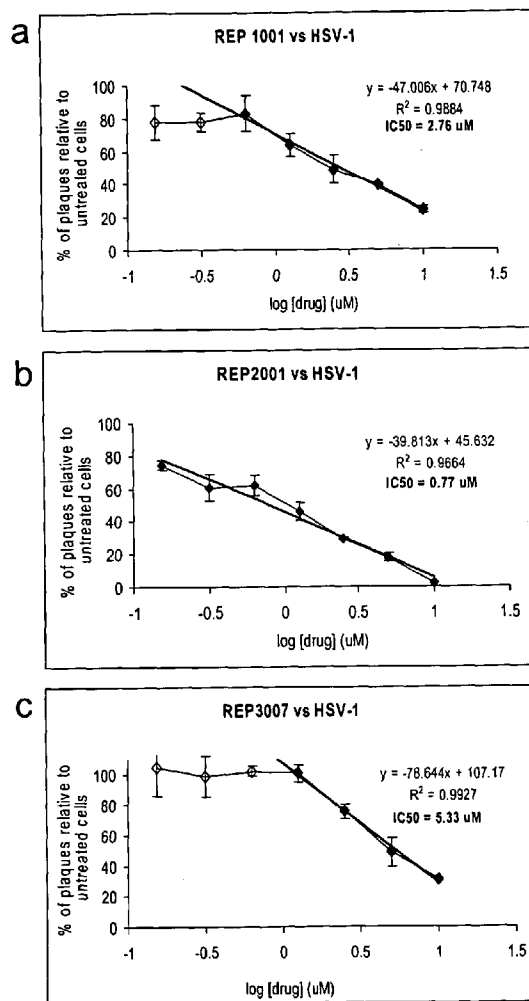 a
REP 1001 vs HSV-1
% of plaques relative to
untreated cells
100
80
60
40
20
0
y = -47.006x + 70.748
R² = 0.9884
IC50 = 2.76 uM
-1 -0.5 0 0.5 1 1.5
log [drug] (uM)
b
REP2001 vs HSV-1
% of plaques relative to
untreated cells
100
80
60
40
20
0
y = -39.813x + 45.632
R² = 0.9664
IC50 = 0.77 uM
-1 -0.5 0 0.5 1 1.5
log [drug] (uM)
c
REP3007 vs HSV-1
% of plaques relative to
untreated cells
100
80
60
40
20
0
y = -78.644x + 107.17
R² = 0.9927
IC50 = 5.33 uM
-1 -0.5 0 0.5 1 1.5
log [drug] (uM)